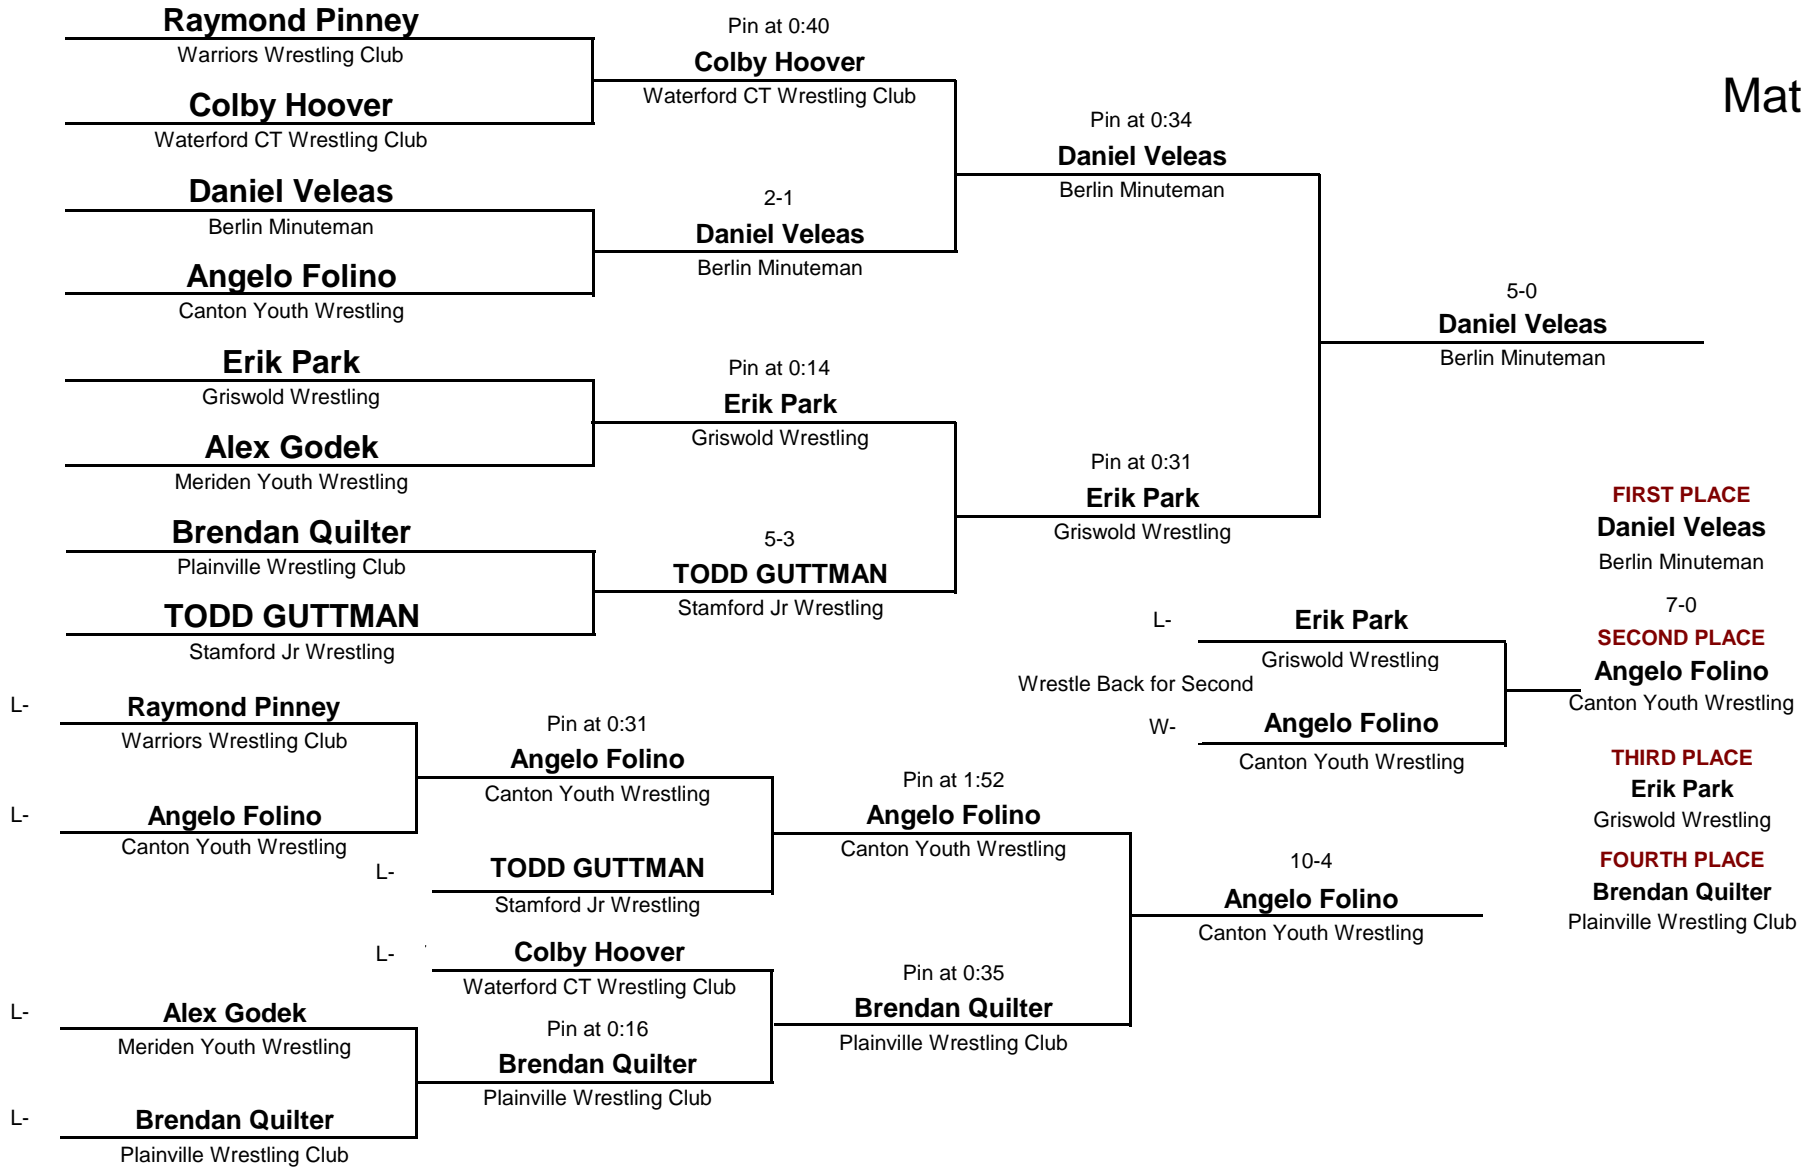 Raymond Pinney
Warriors Wrestling Club
Colby Hoover
Waterford CT Wrestling Club
Daniel Veleas
Berlin Minuteman
Angelo Folino
Canton Youth Wrestling
Erik Park
Griswold Wrestling
Alex Godek
Meriden Youth Wrestling
Brendan Quilter
Plainville Wrestling Club
TODD GUTTMAN
Stamford Jr Wrestling
Pin at 0:40
Colby Hoover
Waterford CT Wrestling Club
2-1
Daniel Veleas
Berlin Minuteman
Pin at 0:14
Erik Park
Griswold Wrestling
5-3
TODD GUTTMAN
Stamford Jr Wrestling
Pin at 0:34
Daniel Veleas
Berlin Minuteman
Pin at 0:31
Erik Park
Griswold Wrestling
Mat
5-0
Daniel Veleas
Berlin Minuteman
L-
Raymond Pinney
Warriors Wrestling Club
L-
Angelo Folino
Canton Youth Wrestling
L-
Alex Godek
Meriden Youth Wrestling
L-
Brendan Quilter
Plainville Wrestling Club
Pin at 0:31
Angelo Folino
Canton Youth Wrestling
L-
TODD GUTTMAN
Stamford Jr Wrestling
L-
Colby Hoover
Waterford CT Wrestling Club
Pin at 0:16
Brendan Quilter
Plainville Wrestling Club
Pin at 1:52
Angelo Folino
Canton Youth Wrestling
Pin at 0:35
Brendan Quilter
Plainville Wrestling Club
10-4
Angelo Folino
Canton Youth Wrestling
L-
Erik Park
Griswold Wrestling
Wrestle Back for Second
W-
Angelo Folino
Canton Youth Wrestling
FIRST PLACE
Daniel Veleas
Berlin Minuteman
7-0
SECOND PLACE
Angelo Folino
Canton Youth Wrestling
THIRD PLACE
Erik Park
Griswold Wrestling
FOURTH PLACE
Brendan Quilter
Plainville Wrestling Club